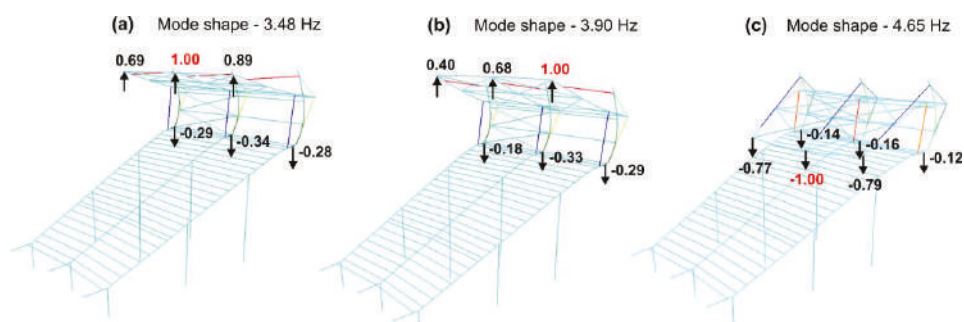 (a) Mode shape - 3.48 Hz
0.69 1.00 0.89
-0.29
-0.34
-0.28
(b) Mode shape - 3.90 Hz
0.40 0.68 1.00
-0.18
-0.33
-0.29
(c) Mode shape - 4.65 Hz
-0.14
-0.16
-0.12
-0.77
-1.00
-0.79